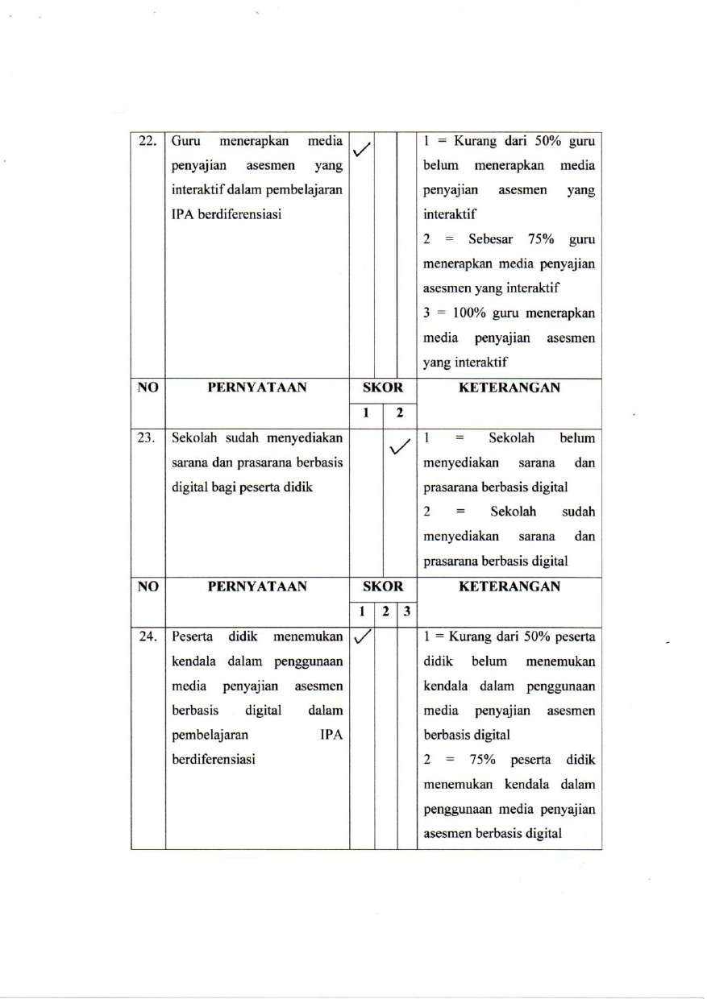 22. Guru menerapkan media
penyajian asesmen yang
interaktif dalam pembelajaran
IPA berdiferensiasi
✓
1 = Kurang dari 50% guru
belum menerapkan media
penyajian asesmen yang
interaktif
2 = Sebesar 75% guru
menerapkan media penyajian
asesmen yang interaktif
3 = 100% guru menerapkan
media penyajian asesmen
yang interaktif
NO PERNYATAAN SKOR KETERANGAN
1 2
23. Sekolah sudah menyediakan
sarana dan prasarana berbasis
digital bagi peserta didik
✓
1 = Sekolah belum
menyediakan sarana dan
prasarana berbasis digital
2 = Sekolah sudah
menyediakan sarana dan
prasarana berbasis digital
NO PERNYATAAN SKOR KETERANGAN
1 2 3
24. Peserta didik menemukan
kendala dalam penggunaan
media penyajian asesmen
berbasis digital dalam
pembelajaran IPA
berdiferensiasi
✓
1 = Kurang dari 50% peserta
didik belum menemukan
kendala dalam penggunaan
media penyajian asesmen
berbasis digital
2 = 75% peserta didik
menemukan kendala dalam
penggunaan media penyajian
asesmen berbasis digital